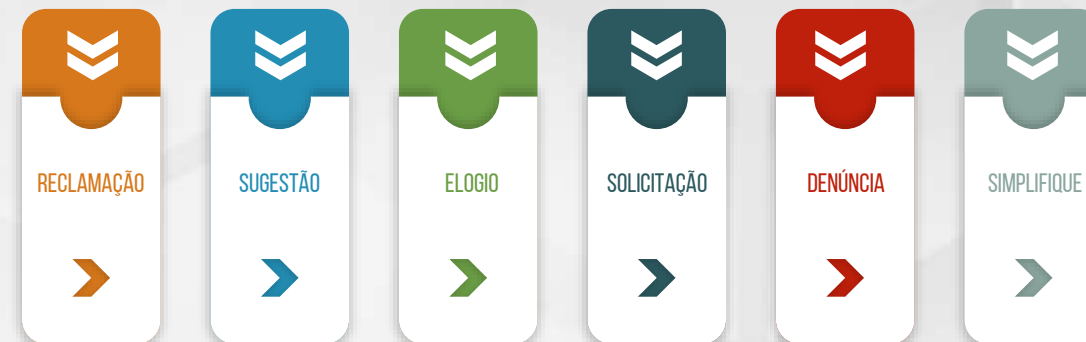 RECLAMAÇÃO
SUGESTÃO
ELOGIO
SOLICITAÇÃO
DENÚNCIA
SIMPLIFIQUE